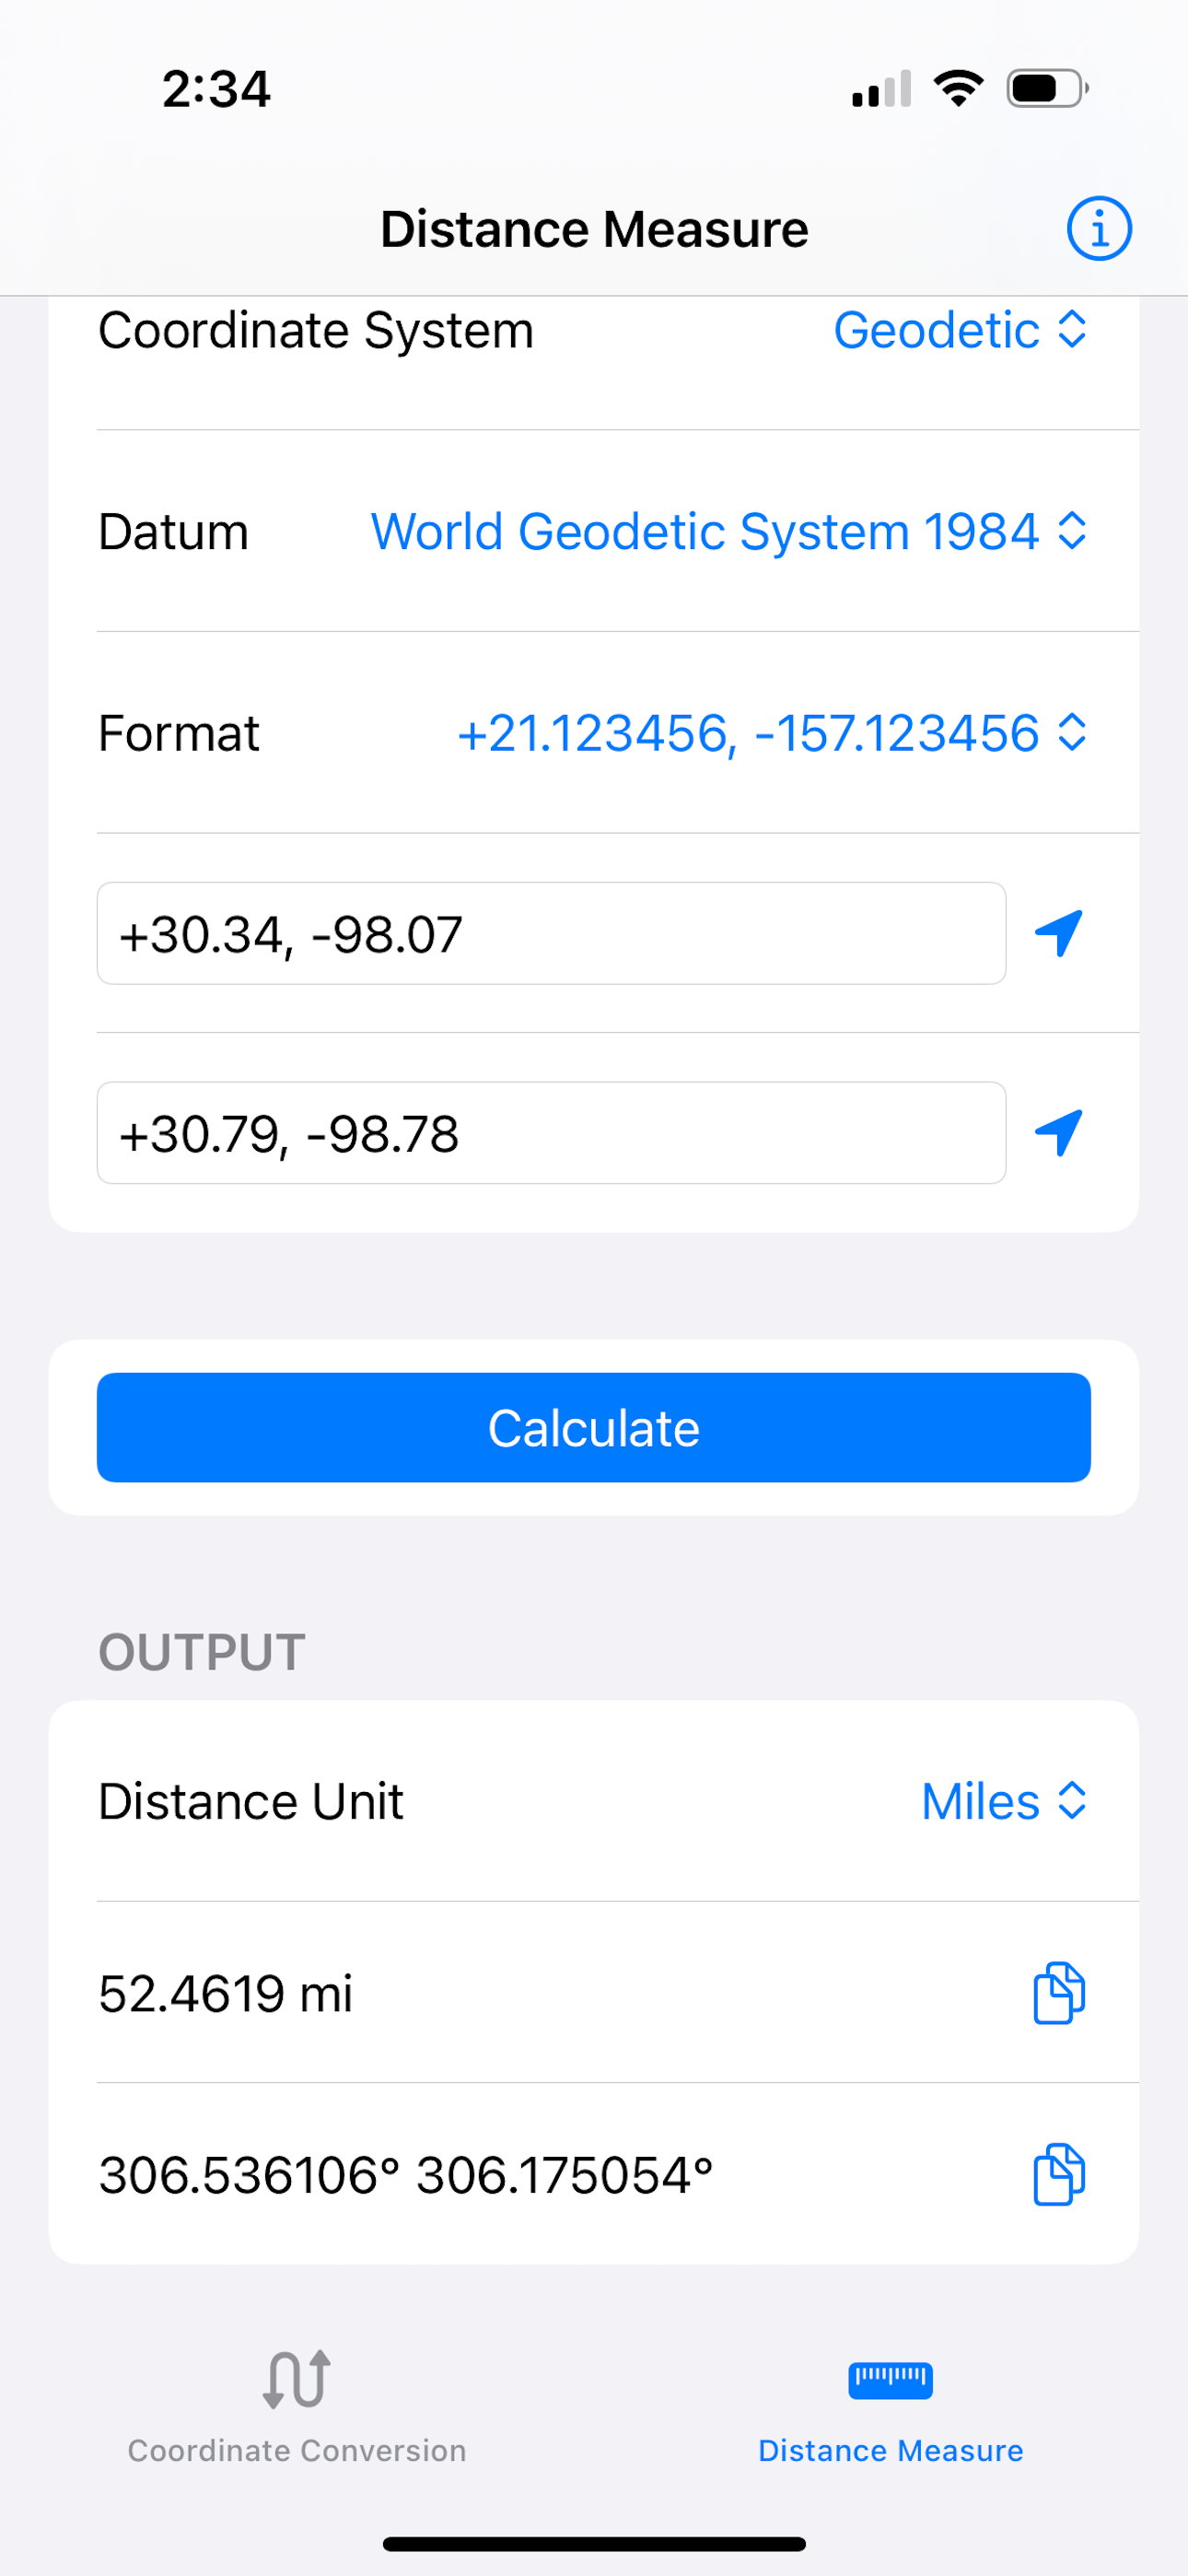 2:34
Distance Measure
Coordinate System Geodetic
Datum World Geodetic System 1984
Format +21.123456, -157.123456
+30.34, -98.07
+30.79, -98.78
Calculate
OUTPUT
Distance Unit Miles
52.4619 mi
306.536106° 306.175054°
Coordinate Conversion Distance Measure